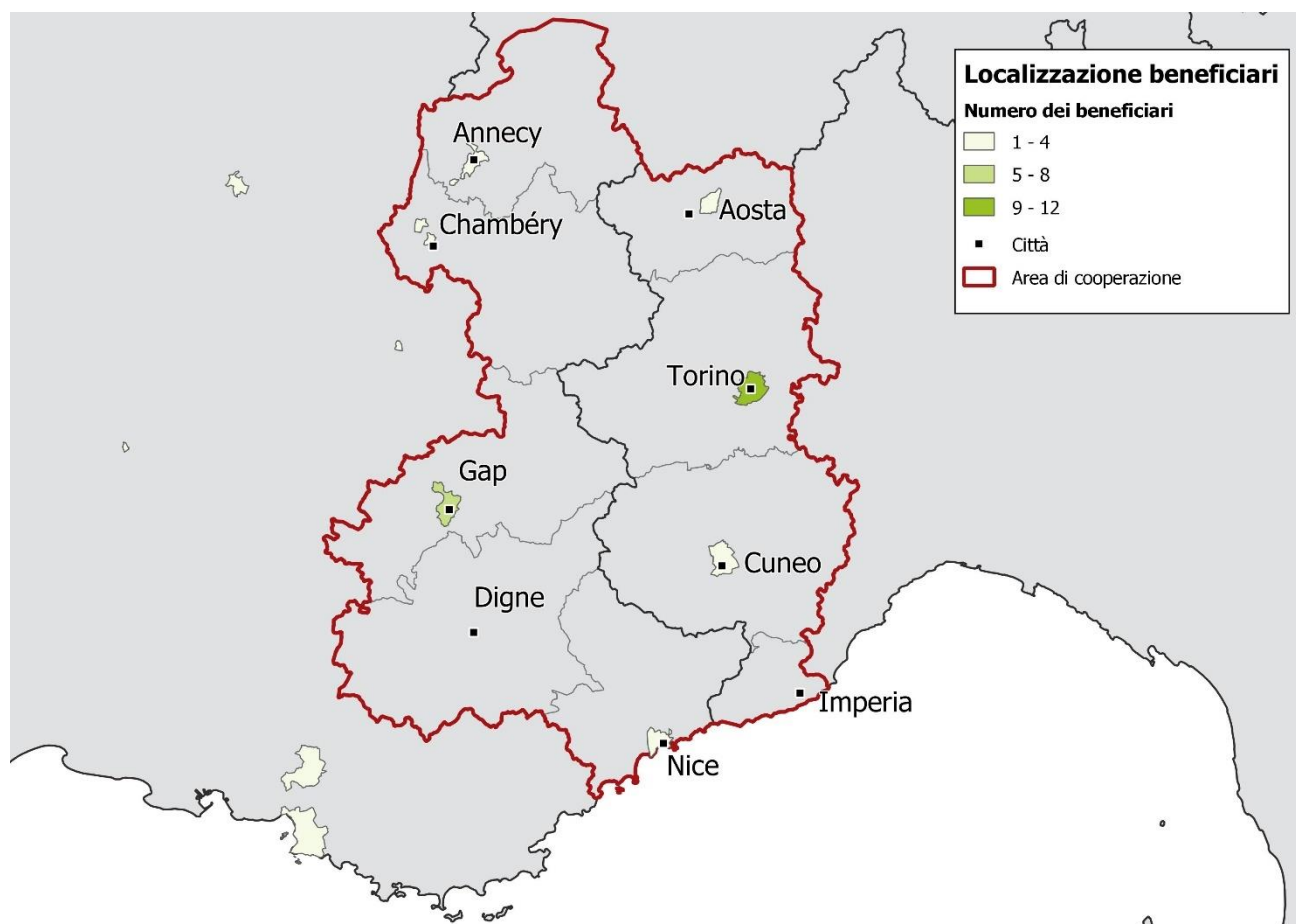 Localizzazione beneficiari
Numero dei beneficiari
1 - 4
5 - 8
9 - 12
Città
Area di cooperazione
Annecy
Chambéry
Aosta
Torino
Gap
Cuneo
Digne
Imperia
Nice